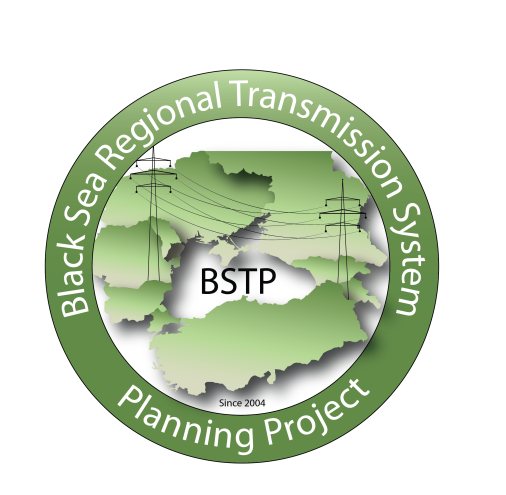 Black Sea Regional Transmission System
BSTP
Since 2004
Planning Project